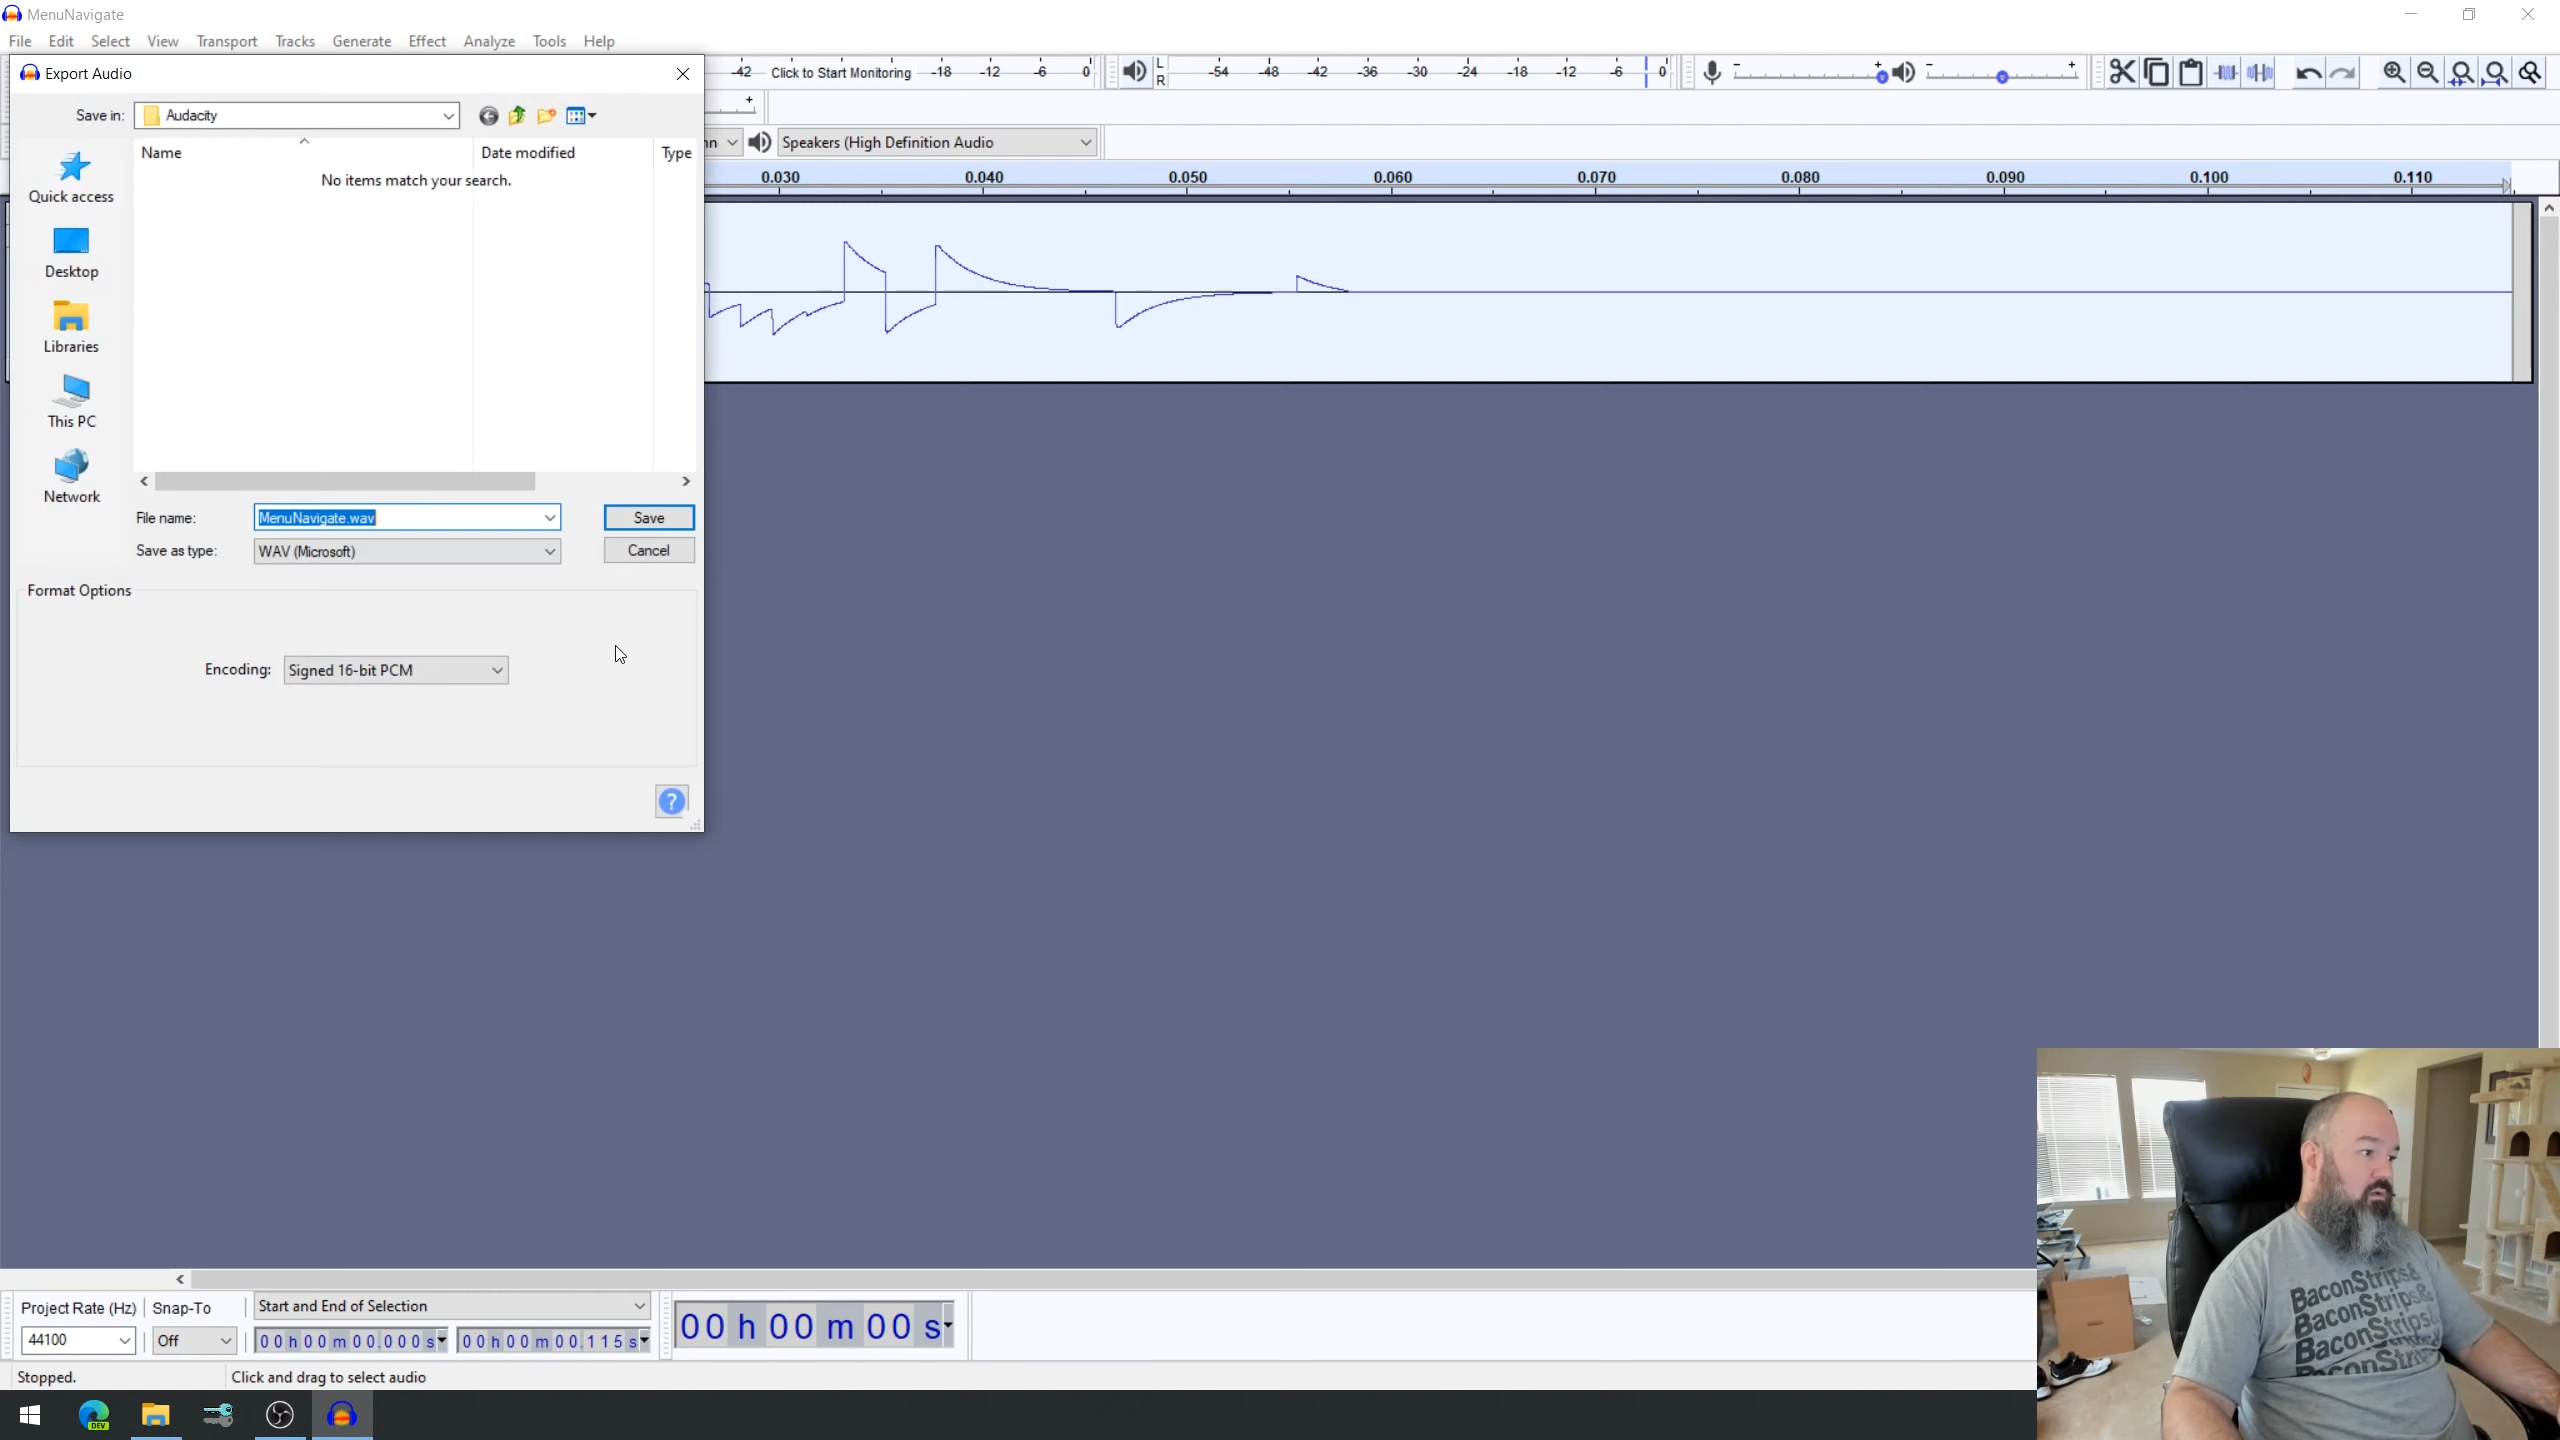 MenuNavigate
File Edit Select View Transport Tracks Generate Effect Analyze Tools Help
Export Audio
-42 Click to Start Monitoring -18 -12 -6 0
L
R
-54 -48 -42 -36 -30 -24 -18 -12 -6 0
- +
- +
+
Save in: Audacity
Speakers (High Definition Audio
Name Date modified Type
No items match your search.
0.030 0.040 0.050 0.060 0.070 0.080 0.090 0.100 0.110
Quick access
Desktop
Libraries
This PC
Network
File name: MenuNavigate.wav Save
Save as type: WAV (Microsoft) Cancel
Format Options
Encoding: Signed 16-bit PCM
?
Project Rate (Hz) Snap-To Start and End of Selection
44100 Off 00 h 00 m 00.000 s 00 h 00 m 00.115 s 00 h 00 m 00 s
Stopped. Click and drag to select audio
DEV
BaconStrips&
BaconStrips&
BaconStrips&
BaconStrips&